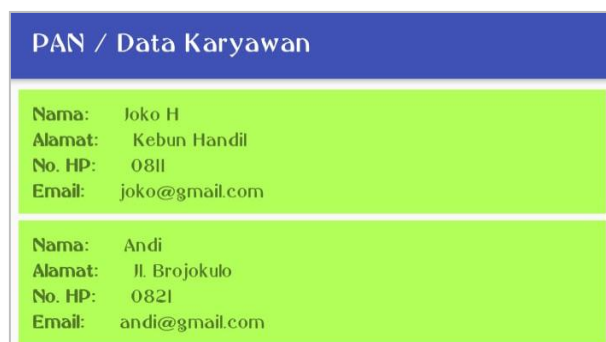 PAN / Data Karyawan
Nama: Joko H
Alamat: Kebun Handil
No. HP: 0811
Email: joko@gmail.com
Nama: Andi
Alamat: Jl. Brojokulo
No. HP: 0821
Email: andi@gmail.com